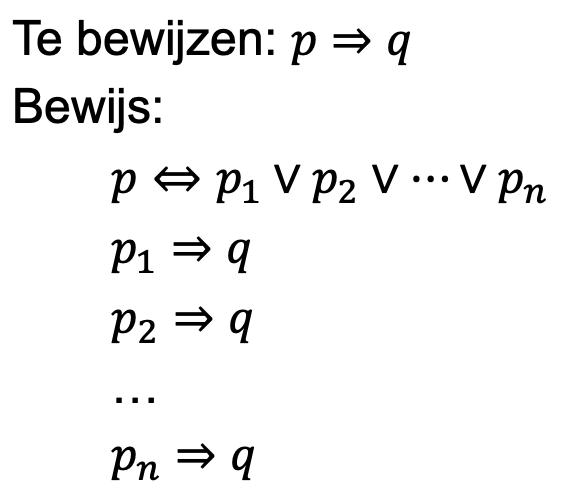 Te bewijzen: p ⇒ q
Bewijs:
p ⇔ p₁ ∨ p₂ ∨ ⋯ ∨ pₙ
p₁ ⇒ q
p₂ ⇒ q
…
pₙ ⇒ q